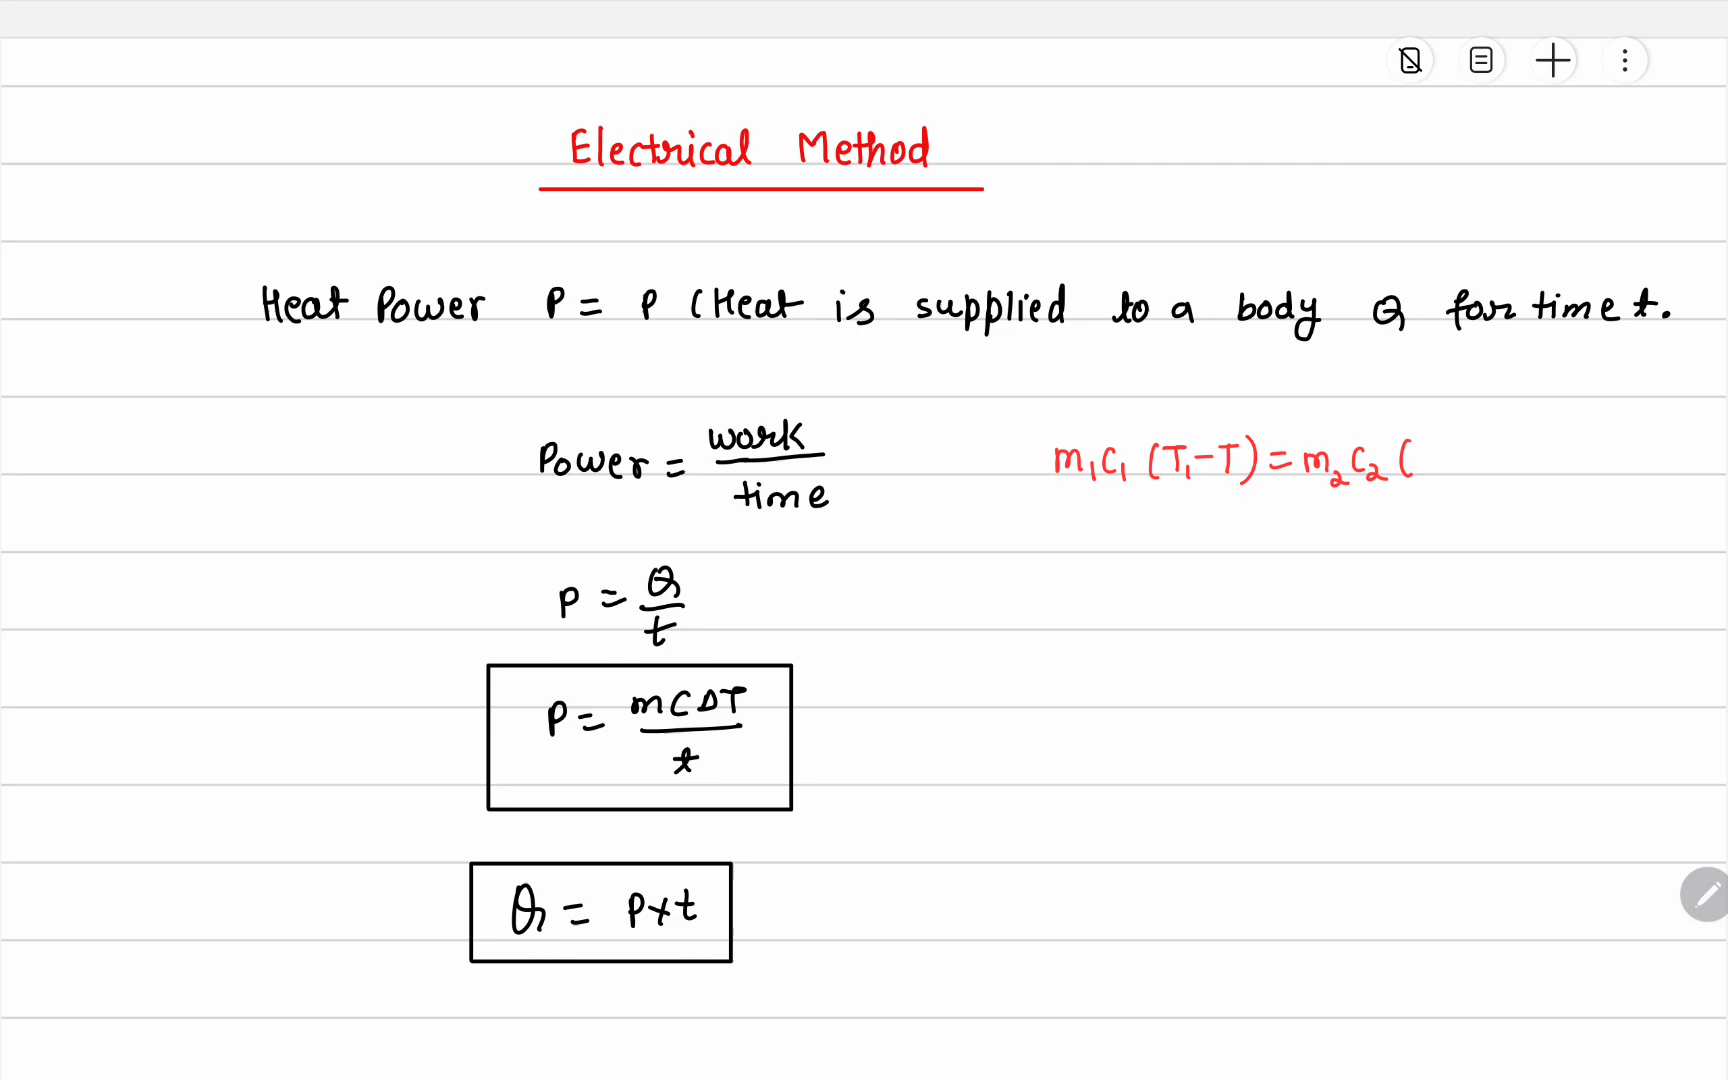 Electrical Method
Heat Power P = P (Heat is supplied to a body Q for time t.
Power = work / time
m₁c₁ (T₁-T) = m₂c₂ (
P = Q / t
P = mCΔT / t
Q = P×t